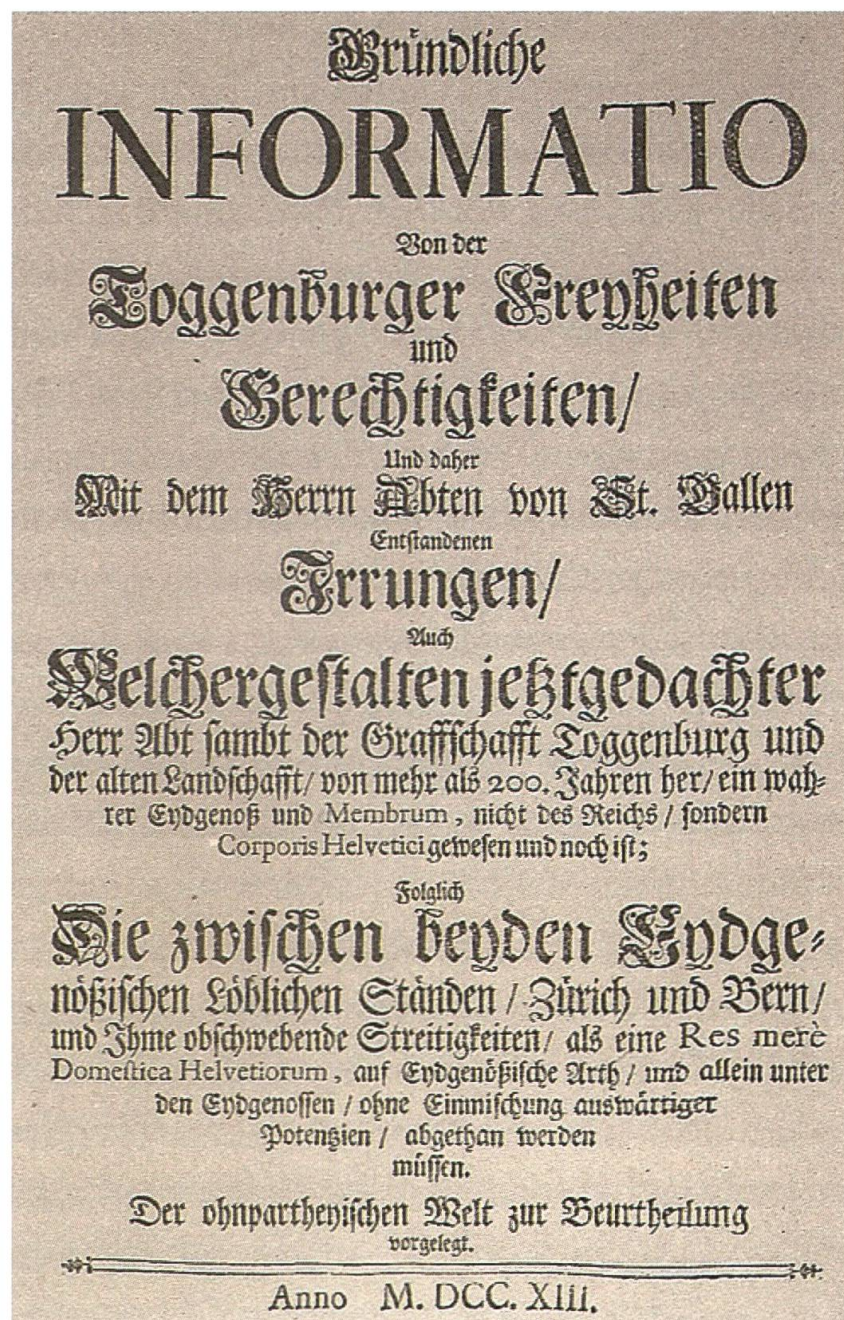 Gründliche
INFORMATIO
Von der
Toggenburger Freyheiten
und
Gerechtigkeiten/
Und daher
Mit dem Herrn Abten von St. Gallen
Entstandenen
Irrungen/
Auch
Welchergestalten jetztgedachter
Herr Abt sambt der Graffschafft Toggenburg und
der alten Landschafft/ von mehr als 200. Jahren her/ ein wah-
rer Eydgenoß und Membrum, nicht des Reichs / sondern
Corporis Helvetici gewesen und noch ist;
Folglich
Die zwischen beyden Eydge-
nößischen Löblichen Ständen / Zürich und Bern/
und Ihme obschwebende Streitigkeiten/ als eine Res merè
Domestica Helvetiorum, auf Eydgenößische Arth / und allein unter
den Eydgenossen / ohne Einmischung auswärtiger
Potentzien / abgethan werden
müssen.
Der ohnpartheyischen Welt zur Beurtheilung
vorgelegt.
Anno M. DCC. XIII.